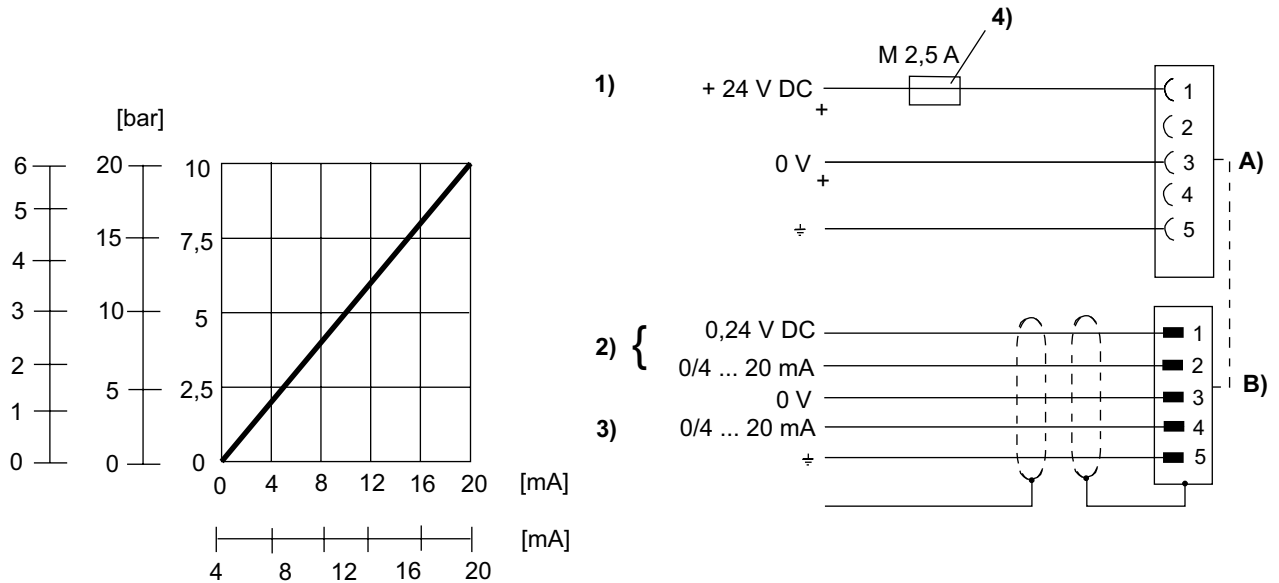 [bar]
6
5
4
3
2
1
0
20
15
10
5
0
10
7,5
5
2,5
0
0 4 8 12 16 20 [mA]
4 8 12 16 20 [mA]
4)
M 2,5 A
1) + 24 V DC
+
0 V
+
⏚
1
2
3
4
5
A)
2) {
0,24 V DC
0/4 ... 20 mA
0 V
3) 0/4 ... 20 mA
⏚
1
2
3
4
5
B)